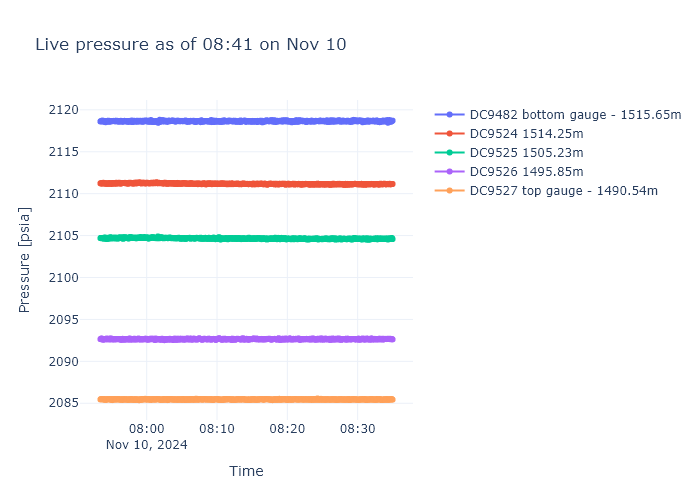 Live pressure as of 08:41 on Nov 10
DC9482 bottom gauge - 1515.65m
DC9524 1514.25m
DC9525 1505.23m
DC9526 1495.85m
DC9527 top gauge - 1490.54m
Pressure [psia]
2120
2115
2110
2105
2100
2095
2090
2085
08:00
08:10
08:20
08:30
Nov 10, 2024
Time